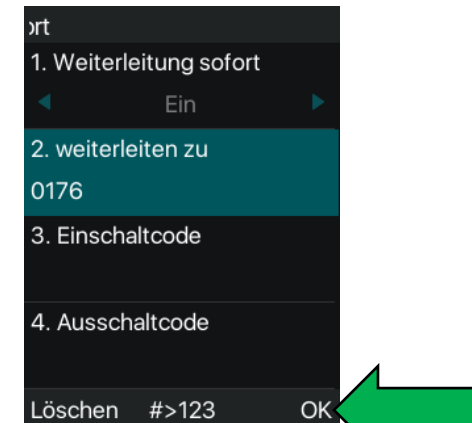 ort
1. Weiterleitung sofort
Ein
2. weiterleiten zu
0176
3. Einschaltcode
4. Ausschaltcode
Löschen #>123 OK